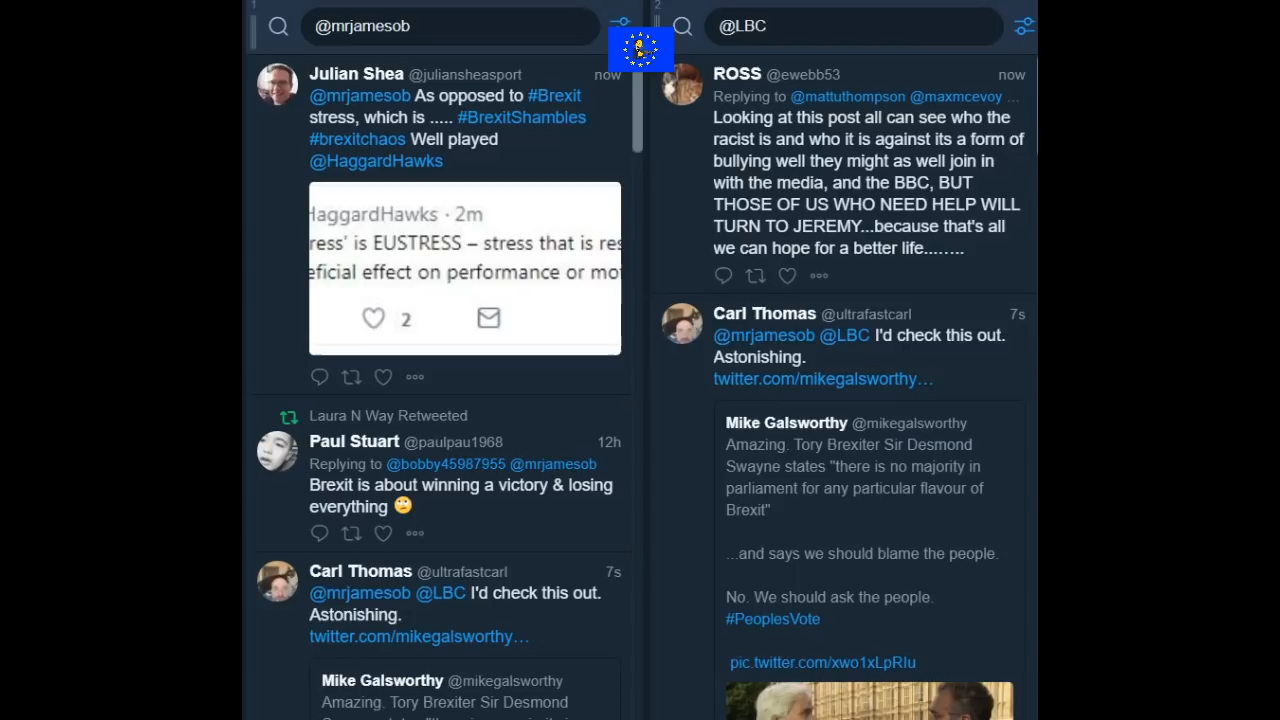 1
@mrjamesob
Julian Shea @juliansheasport now
@mrjamesob As opposed to #Brexit
stress, which is ..... #BrexitShambles
#brexitchaos Well played
@HaggardHawks
HaggardHawks · 2m
ress' is EUSTRESS – stress that is res
eficial effect on performance or mo
2
Laura N Way Retweeted
Paul Stuart @paulpau1968 12h
Replying to @bobby45987955 @mrjamesob
Brexit is about winning a victory & losing
everything 🙄
Carl Thomas @ultrafastcarl 7s
@mrjamesob @LBC I'd check this out.
Astonishing.
twitter.com/mikegalsworthy…
Mike Galsworthy @mikegalsworthy
Amazing. Tory Brexiter Sir Desmond
2
@LBC
ROSS @ewebb53 now
Replying to @mattuthompson @maxmcevoy ...
Looking at this post all can see who the
racist is and who it is against its a form of
bullying well they might as well join in
with the media, and the BBC, BUT
THOSE OF US WHO NEED HELP WILL
TURN TO JEREMY...because that's all
we can hope for a better life........
Carl Thomas @ultrafastcarl 7s
@mrjamesob @LBC I'd check this out.
Astonishing.
twitter.com/mikegalsworthy…
Mike Galsworthy @mikegalsworthy
Amazing. Tory Brexiter Sir Desmond
Swayne states "there is no majority in
parliament for any particular flavour of
Brexit"
...and says we should blame the people.
No. We should ask the people.
#PeoplesVote
pic.twitter.com/xwo1xLpRIu